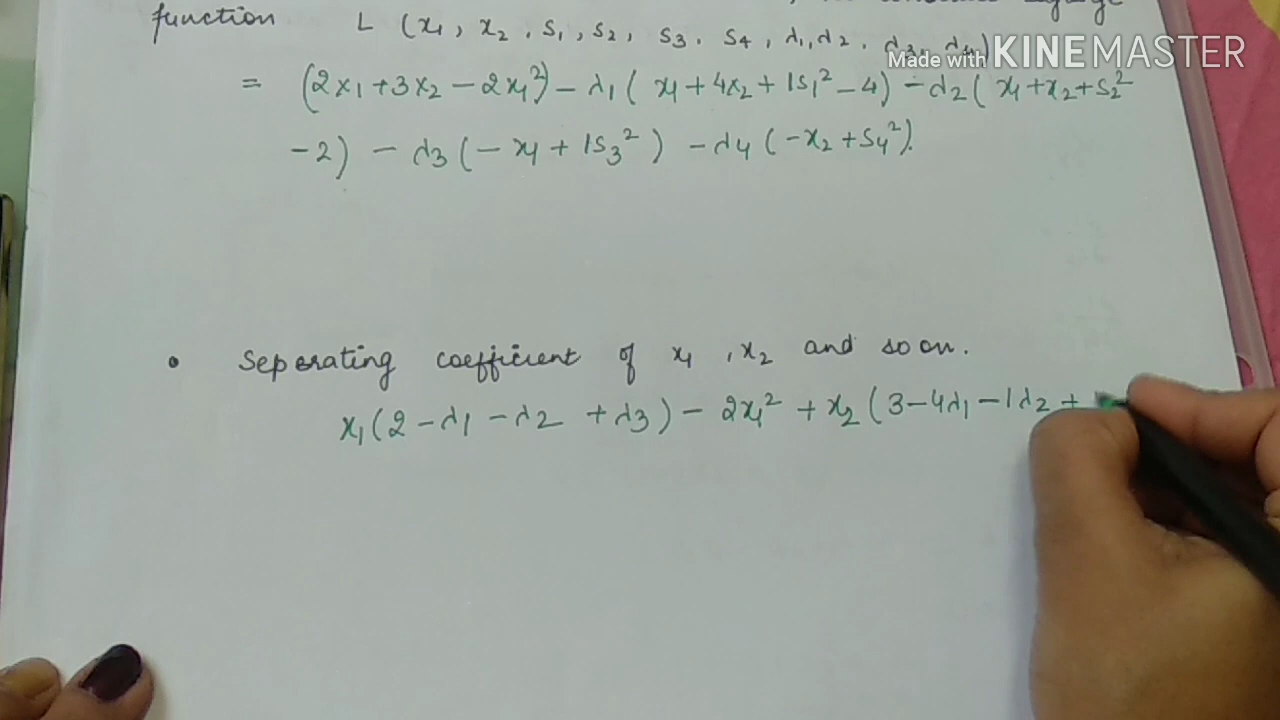 function L (x1, x2, S1, S2, S3, S4, λ1, λ2, λ3, λ4)
Made with KINEMASTER
= (2x1 + 3x2 − 2x1²) − λ1 ( x1 + 4x2 + 1S1² − 4) − λ2 ( x1 + x2 + S2²
− 2) − λ3 (− x1 + 1S3² ) − λ4 (−x2 + S4²).
• Seperating coefficient of x1 , x2 and so on.
x1 (2 − λ1 − λ2 + λ3) − 2x1² + x2 (3 − 4λ1 − 1λ2 +